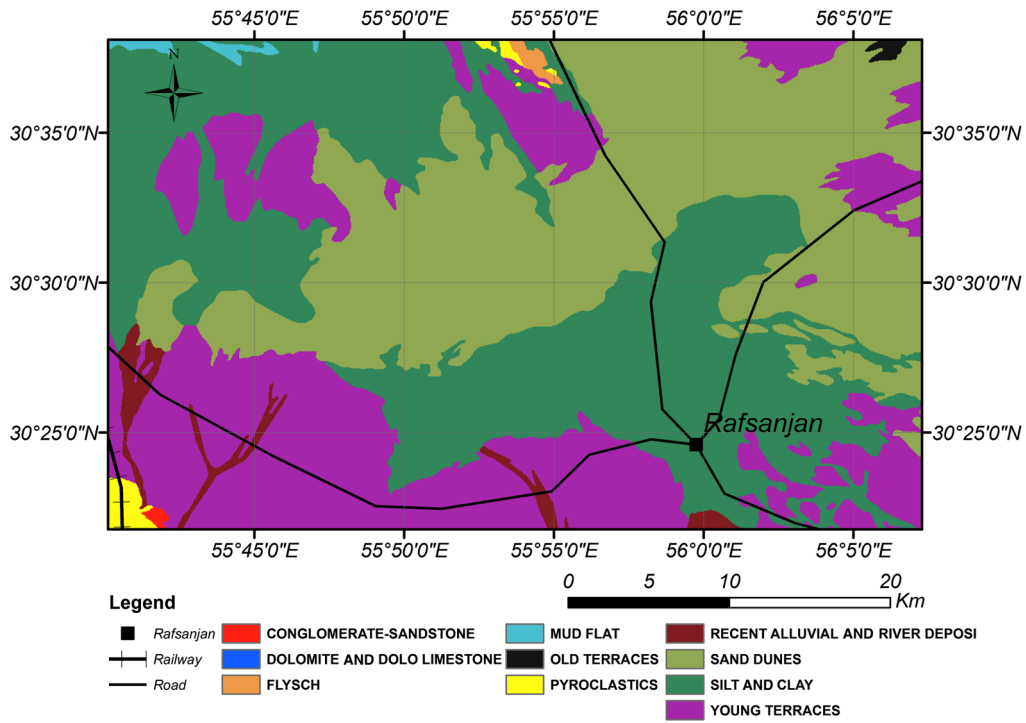 55°45'0"E 55°50'0"E 55°55'0"E 56°0'0"E 56°5'0"E
N
30°35'0"N 30°35'0"N
30°30'0"N 30°30'0"N
Rafsanjan
30°25'0"N 30°25'0"N
55°45'0"E 55°50'0"E 55°55'0"E 56°0'0"E 56°5'0"E
0 5 10 20
Km
Legend
Rafsanjan CONGLOMERATE-SANDSTONE MUD FLAT RECENT ALLUVIAL AND RIVER DEPOSI
Railway DOLOMITE AND DOLO LIMESTONE OLD TERRACES SAND DUNES
Road FLYSCH PYROCLASTICS SILT AND CLAY
YOUNG TERRACES